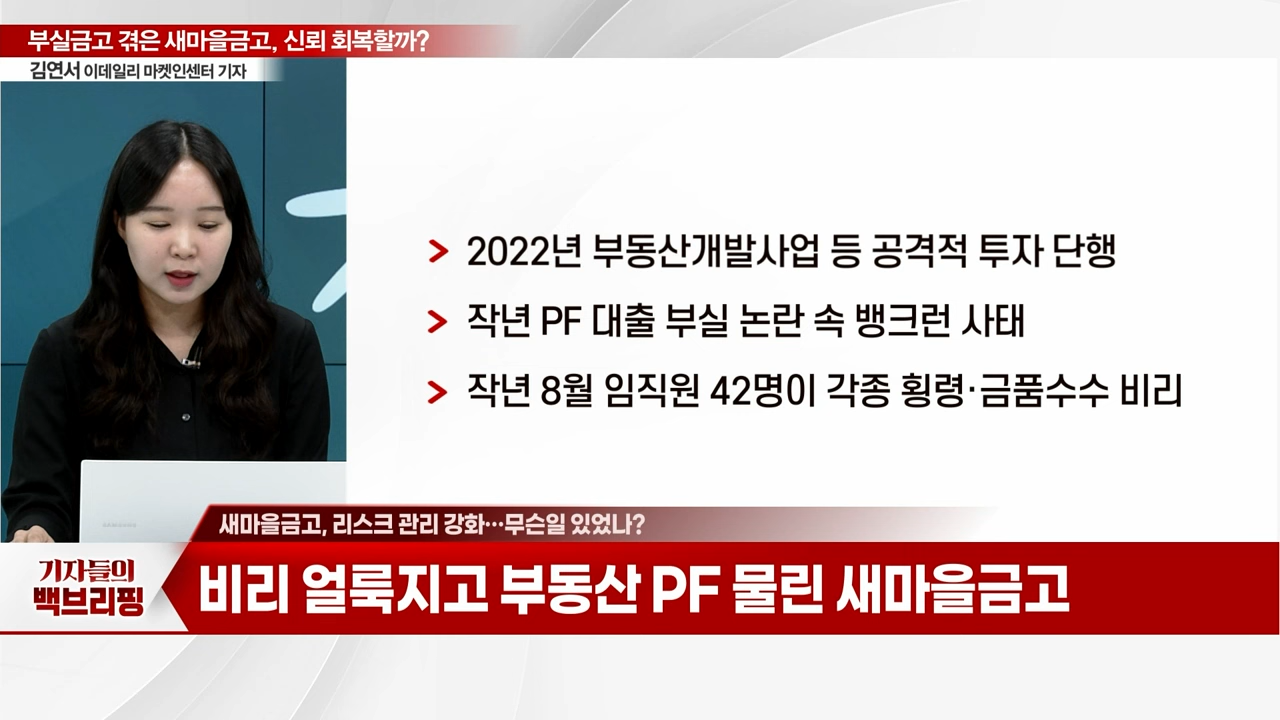 부실금고 겪은 새마을금고, 신뢰 회복할까?
김연서 이데일리 마켓인센터 기자
2022년 부동산개발사업 등 공격적 투자 단행
작년 PF 대출 부실 논란 속 뱅크런 사태
작년 8월 임직원 42명이 각종 횡령·금품수수 비리
SAMSUNG
새마을금고, 리스크 관리 강화…무슨일 있었나?
기자들의
백브리핑
비리 얼룩지고 부동산 PF 물린 새마을금고